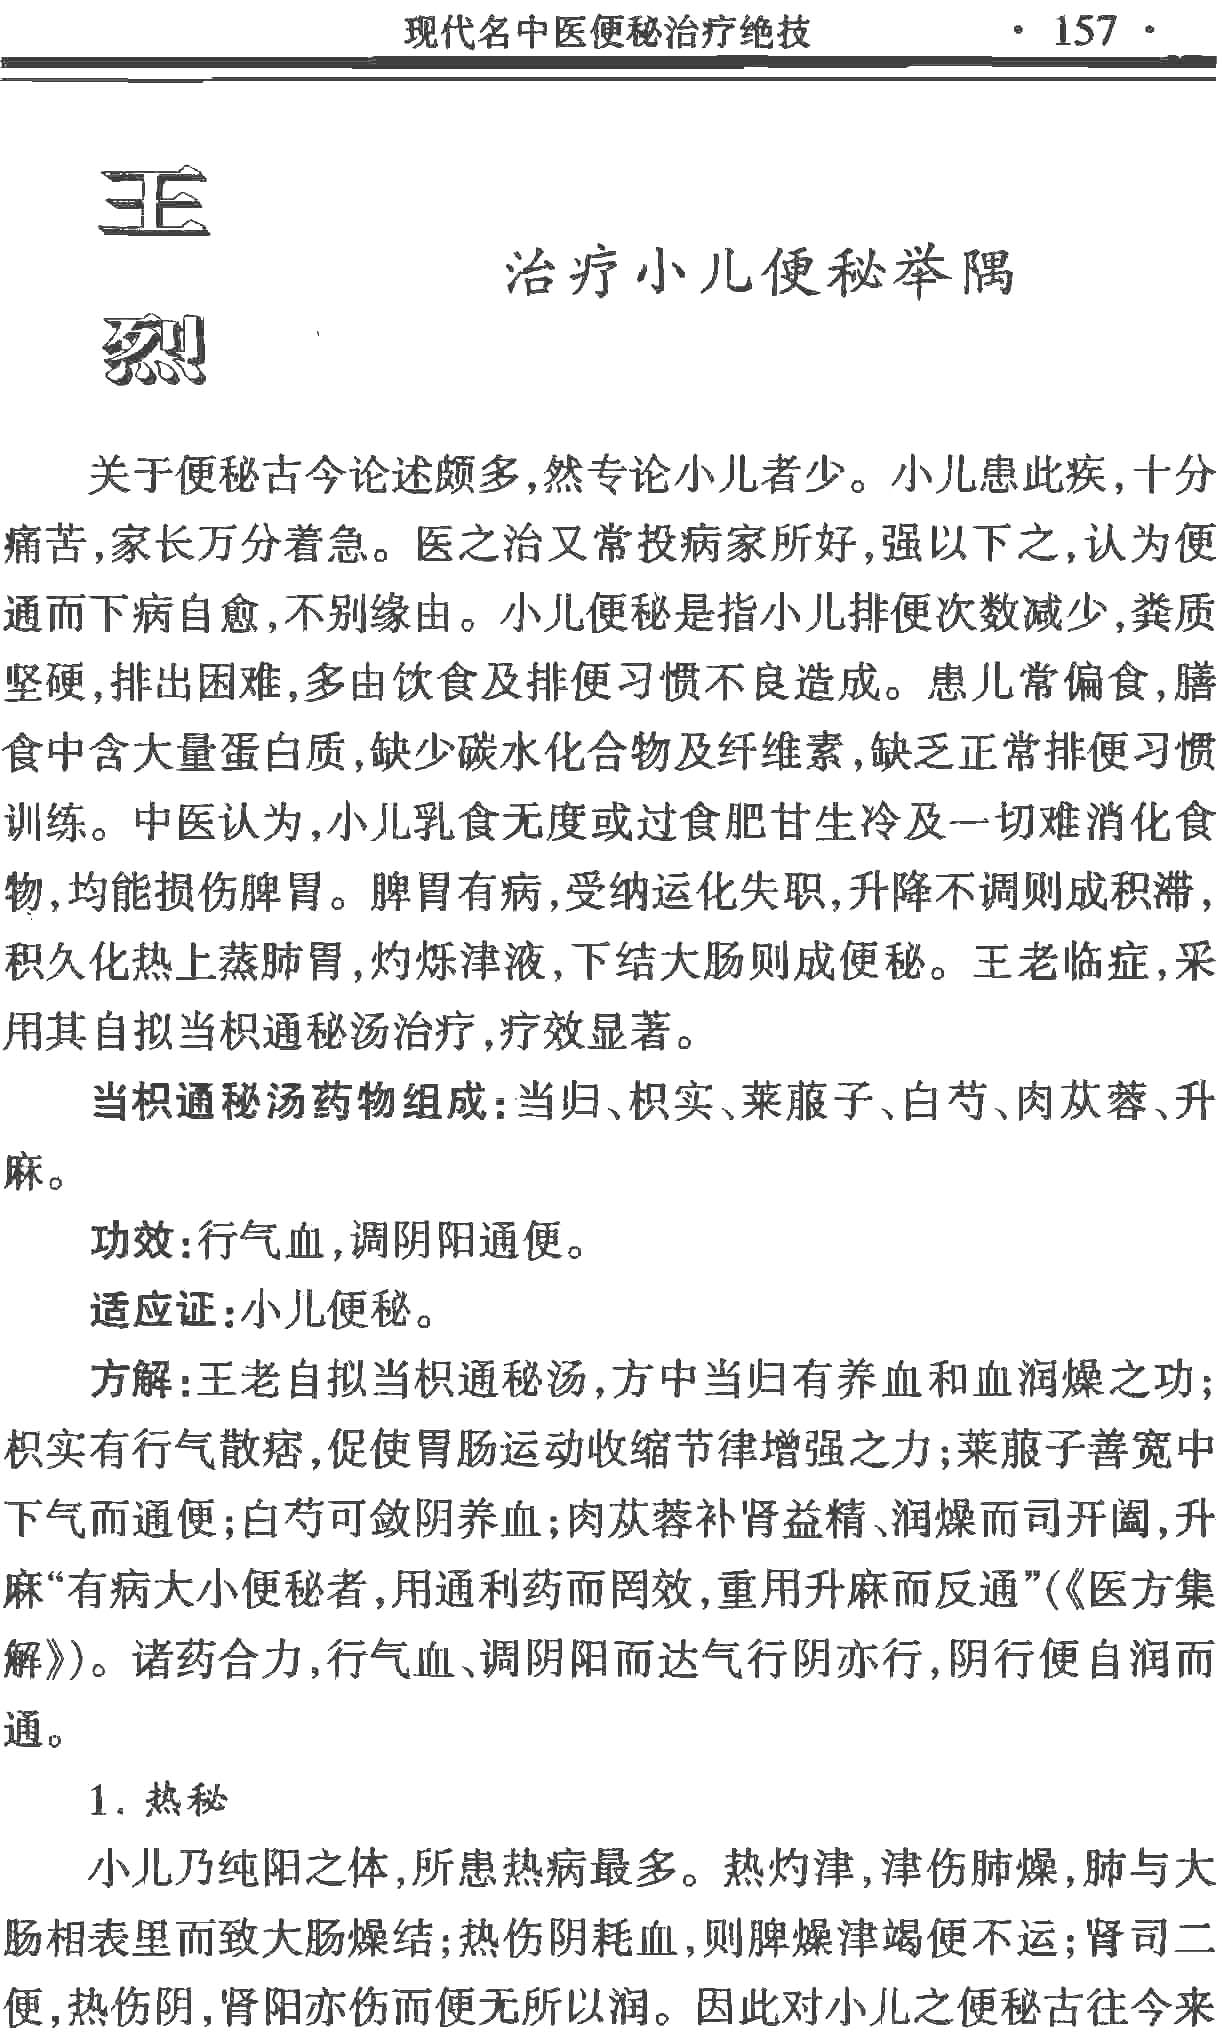 现代名中医便秘治疗绝技 · 157 ·
王
烈
治疗小儿便秘举隅
关于便秘古今论述颇多,然专论小儿者少。小儿患此疾,十分
痛苦,家长万分着急。医之治又常投病家所好,强以下之,认为便
通而下病自愈,不别缘由。小儿便秘是指小儿排便次数减少,粪质
坚硬,排出困难,多由饮食及排便习惯不良造成。患儿常偏食,膳
食中含大量蛋白质,缺少碳水化合物及纤维素,缺乏正常排便习惯
训练。中医认为,小儿乳食无度或过食肥甘生冷及一切难消化食
物,均能损伤脾胃。脾胃有病,受纳运化失职,升降不调则成积滞,
积久化热上蒸肺胃,灼烁津液,下结大肠则成便秘。王老临症,采
用其自拟当枳通秘汤治疗,疗效显著。
当枳通秘汤药物组成:当归、枳实、莱菔子、白芍、肉苁蓉、升
麻。
功效:行气血,调阴阳通便。
适应证:小儿便秘。
方解:王老自拟当枳通秘汤,方中当归有养血和血润燥之功;
枳实有行气散痞,促使胃肠运动收缩节律增强之力;莱菔子善宽中
下气而通便;白芍可敛阴养血;肉苁蓉补肾益精、润燥而司开阖,升
麻“有病大小便秘者,用通利药而罔效,重用升麻而反通”(《医方集
解》)。诸药合力,行气血、调阴阳而达气行阴亦行,阴行便自润而
通。
1. 热秘
小儿乃纯阳之体,所患热病最多。热灼津,津伤肺燥,肺与大
肠相表里而致大肠燥结;热伤阴耗血,则脾燥津竭便不运;肾司二
便,热伤阴,肾阳亦伤而便无所以润。因此对小儿之便秘古往今来